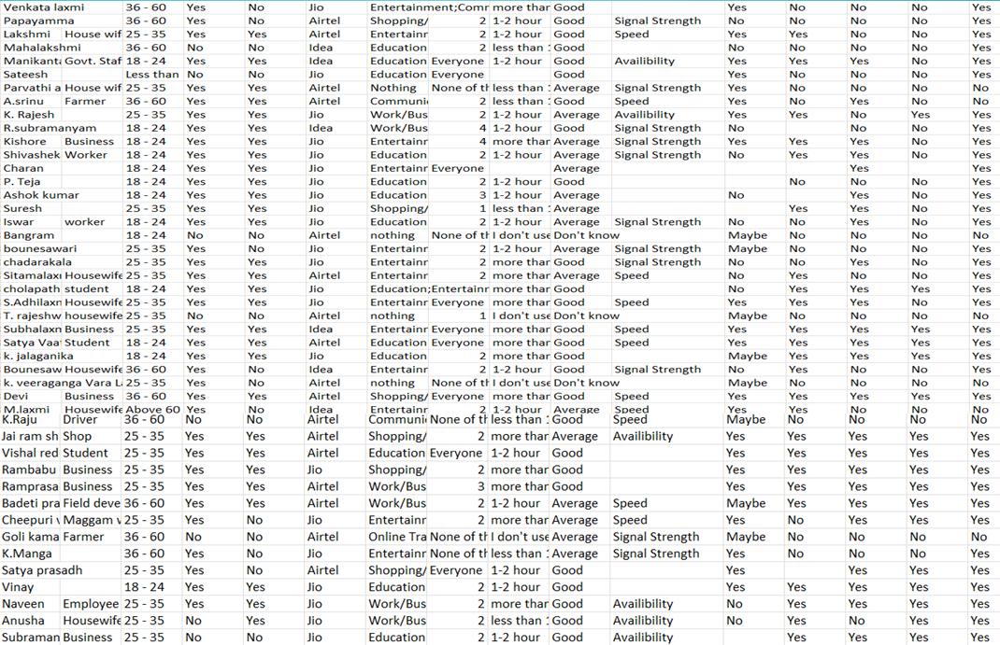 Venkata laxmi 36 - 60 Yes No Jio Entertainment;Comr more than Good Yes No No No Yes
Papayamma 36 - 60 Yes No Airtel Shopping/ 2 1-2 hour Good Signal Strength No No No No Yes
Lakshmi House wif 25 - 35 Yes Yes Airtel Entertainr 2 1-2 hour Good Speed Yes No No No Yes
Mahalakshmi 36 - 60 No No Idea Education 2 less than : Good No No No No Yes
Manikanta Govt. Staf 18 - 24 Yes Yes Idea Education Everyone 1-2 hour Good Availibility Yes No No No Yes
Sateesh Less than No No Jio Education Everyone Good Yes No No No Yes
Parvathi a House wif 25 - 35 Yes Yes Airtel Nothing None of th less than : Average Signal Strength Yes No No No No
A.srinu Farmer 36 - 60 Yes Yes Airtel Communi 2 less than : Good Speed Yes No Yes No Yes
K. Rajesh 25 - 35 Yes Yes Jio Work/Bus 2 1-2 hour Average Availibility Yes Yes No Yes Yes
R.subramanyam 18 - 24 Yes Yes Idea Work/Bus 4 1-2 hour Good Signal Strength No No No Yes
Kishore Business 18 - 24 Yes Yes Jio Entertainr 4 more than Average Signal Strength Yes Yes Yes No Yes
Shivashek Worker 18 - 24 Yes Yes Jio Education 2 1-2 hour Average Signal Strength No Yes Yes No Yes
Charan 18 - 24 Yes Yes Jio Entertainr Everyone Average Yes Yes
P. Teja 18 - 24 Yes Yes Jio Education 2 1-2 hour Good No No No Yes
Ashok kumar 18 - 24 Yes Yes Jio Education 3 1-2 hour Average No Yes No Yes
Suresh 25 - 35 Yes Yes Jio Shopping/ 1 less than : Average Yes Yes No Yes
Iswar worker 18 - 24 Yes Yes Jio Education 2 1-2 hour Average Signal Strength No No Yes No Yes
Bangram 18 - 24 No No Airtel nothing None of th I don't use Don't know Maybe No No No No
bounesawari 25 - 35 Yes No Jio Entertainr 2 1-2 hour Average Signal Strength Maybe No No No Yes
chadarakala 25 - 35 Yes No Jio Entertainr 2 more than Good Signal Strength No No Yes No Yes
Sitamalaxı Housewife 25 - 35 Yes Yes Airtel Entertainr 2 more than Average Speed No Yes No No Yes
cholapath student 18 - 24 Yes Yes Jio Education;Entertainr more than Good No Yes Yes Yes Yes
S.Adhilaxn Housewife 25 - 35 Yes Yes Jio Entertainr Everyone more than Good Speed Yes Yes Yes No Yes
T. rajeshw housewife 25 - 35 No No Airtel nothing 1 I don't use Don't know Maybe No No No No
Subhalaxn Business 25 - 35 Yes Yes Idea Entertainr Everyone more than Good Speed Yes Yes Yes Yes Yes
Satya Vaa Student 18 - 24 Yes Yes Airtel Education Everyone more than Good Speed Yes Yes Yes Yes Yes
k. jalaganika 18 - 24 Yes Yes Jio Education 2 more than Good Maybe Yes Yes No Yes
Bounesaw Housewife 36 - 60 Yes No Idea Entertainr 2 more than Good Signal Strength No No Yes No Yes
k. veeraganga Vara La 25 - 35 Yes No Airtel nothing None of th I don't use Don't know Maybe No No No No
Devi Business 36 - 60 Yes Yes Airtel Shopping/ Everyone more than Good Speed Yes Yes Yes Yes Yes
M.laxmi Housewife Above 60 Yes No Idea Entertainr 2 1-2 hour Average Speed Yes Yes No No Yes
K.Raju Driver 36 - 60 No No Airtel Communi None of th less than : Good Speed Maybe No No No No
Jai ram sh Shop 25 - 35 Yes Yes Airtel Shopping/ 2 more than Average Availibility Yes Yes Yes Yes Yes
Vishal red Student 25 - 35 Yes Yes Airtel Education Everyone 1-2 hour Good Yes Yes Yes Yes Yes
Rambabu Business 25 - 35 Yes Yes Jio Shopping/ 2 more than Good Yes Yes Yes Yes Yes
Ramprasa Business 25 - 35 Yes Yes Airtel Work/Bus 3 more than Good Yes Yes Yes Yes Yes
Badeti pra Field deve 36 - 60 Yes Yes Airtel Work/Bus 2 1-2 hour Average Speed Maybe Yes Yes Yes Yes
Cheepuri v Maggam v 25 - 35 Yes No Jio Entertainr 2 more than Average Speed Yes No Yes Yes Yes
Goli kama Farmer 36 - 60 No No Airtel Online Tra None of th I don't use Average Signal Strength Maybe No No No No
K.Manga 36 - 60 Yes No Jio Entertainr None of th less than : Average Signal Strength Yes No No No Yes
Satya prasadh 25 - 35 Yes No Airtel Shopping/ Everyone 1-2 hour Good Yes Yes Yes Yes
Vinay 18 - 24 Yes Yes Jio Education 2 1-2 hour Good Yes Yes Yes Yes Yes
Naveen Employee 25 - 35 Yes Yes Jio Work/Bus 2 more than Good Availibility No Yes Yes Yes Yes
Anusha Housewife 25 - 35 No Yes Jio Work/Bus 2 less than : Good Availibility No Yes No Yes Yes
Subraman Business 25 - 35 No No Jio Education 2 1-2 hour Good Availibility Yes Yes Yes Yes